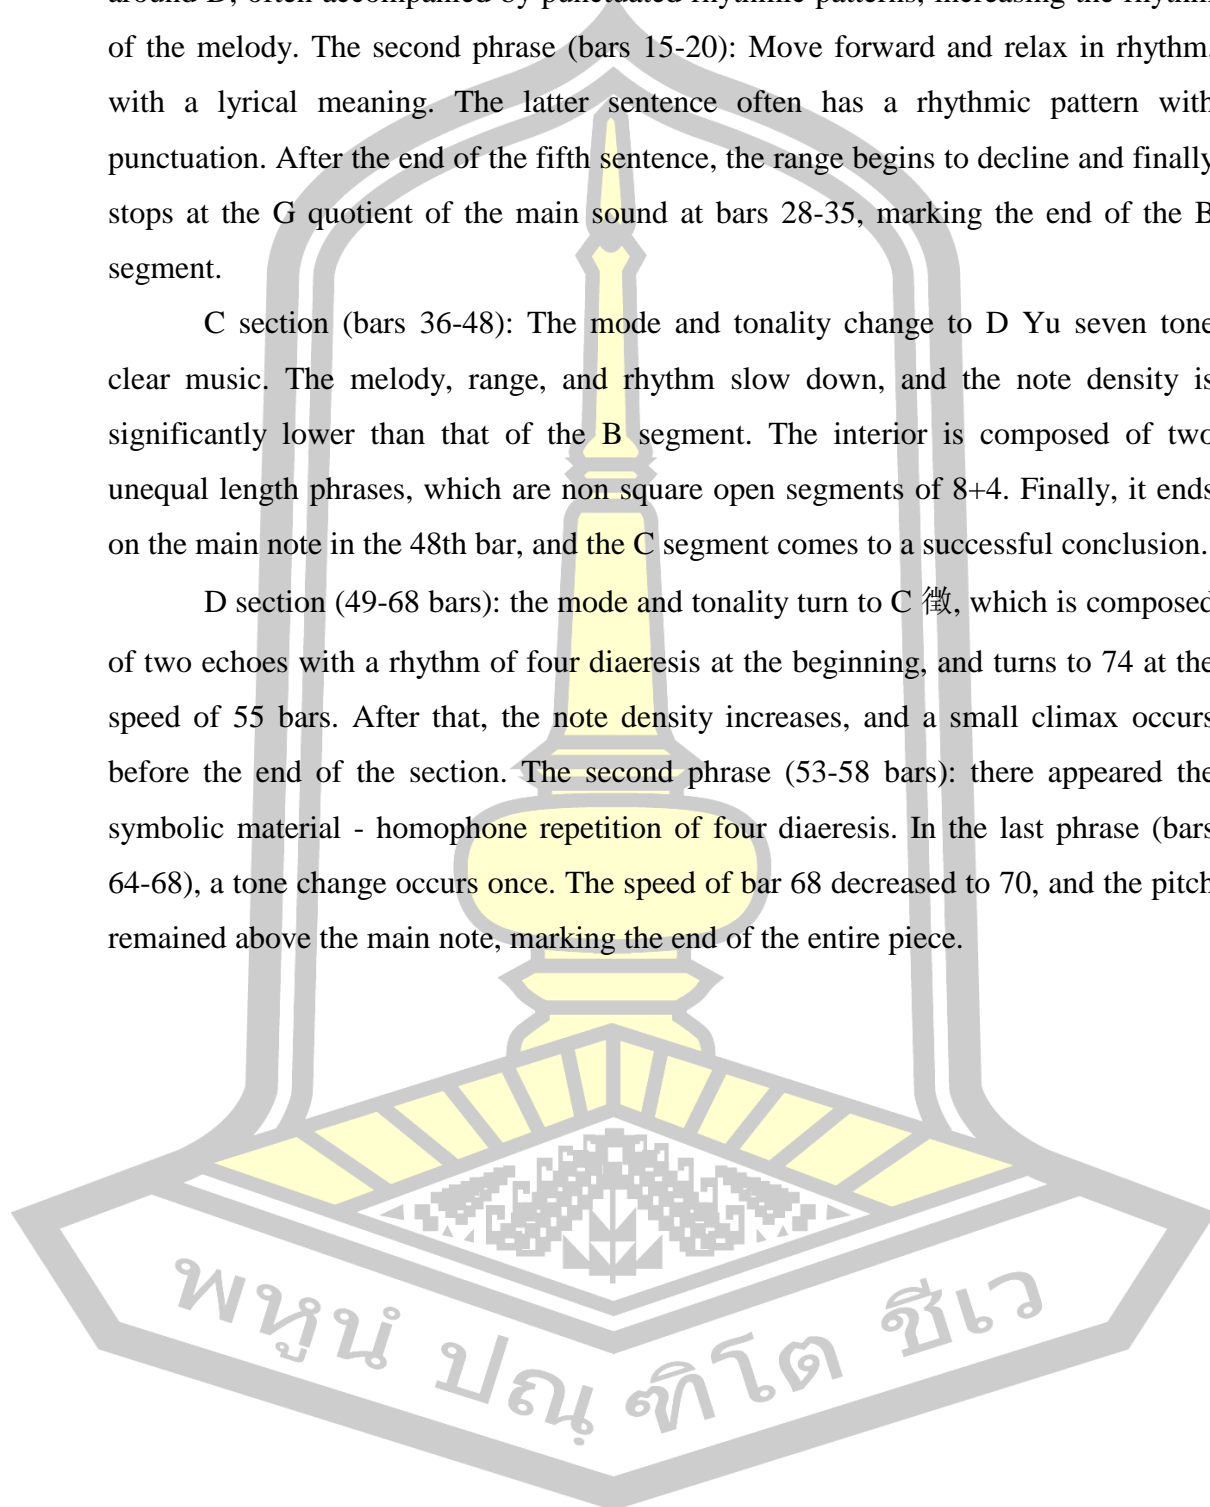 around D, often accompanied by punctuated rhythmic patterns, increasing the rhythm
of the melody. The second phrase (bars 15-20): Move forward and relax in rhythm,
with a lyrical meaning. The latter sentence often has a rhythmic pattern with
punctuation. After the end of the fifth sentence, the range begins to decline and finally
stops at the G quotient of the main sound at bars 28-35, marking the end of the B
segment.
C section (bars 36-48): The mode and tonality change to D Yu seven tone
clear music. The melody, range, and rhythm slow down, and the note density is
significantly lower than that of the B segment. The interior is composed of two
unequal length phrases, which are non square open segments of 8+4. Finally, it ends
on the main note in the 48th bar, and the C segment comes to a successful conclusion.
D section (49-68 bars): the mode and tonality turn to C 徵, which is composed
of two echoes with a rhythm of four diaeresis at the beginning, and turns to 74 at the
speed of 55 bars. After that, the note density increases, and a small climax occurs
before the end of the section. The second phrase (53-58 bars): there appeared the
symbolic material - homophone repetition of four diaeresis. In the last phrase (bars
64-68), a tone change occurs once. The speed of bar 68 decreased to 70, and the pitch
remained above the main note, marking the end of the entire piece.
พหูนํ ปณฺฑิโต ชีเว